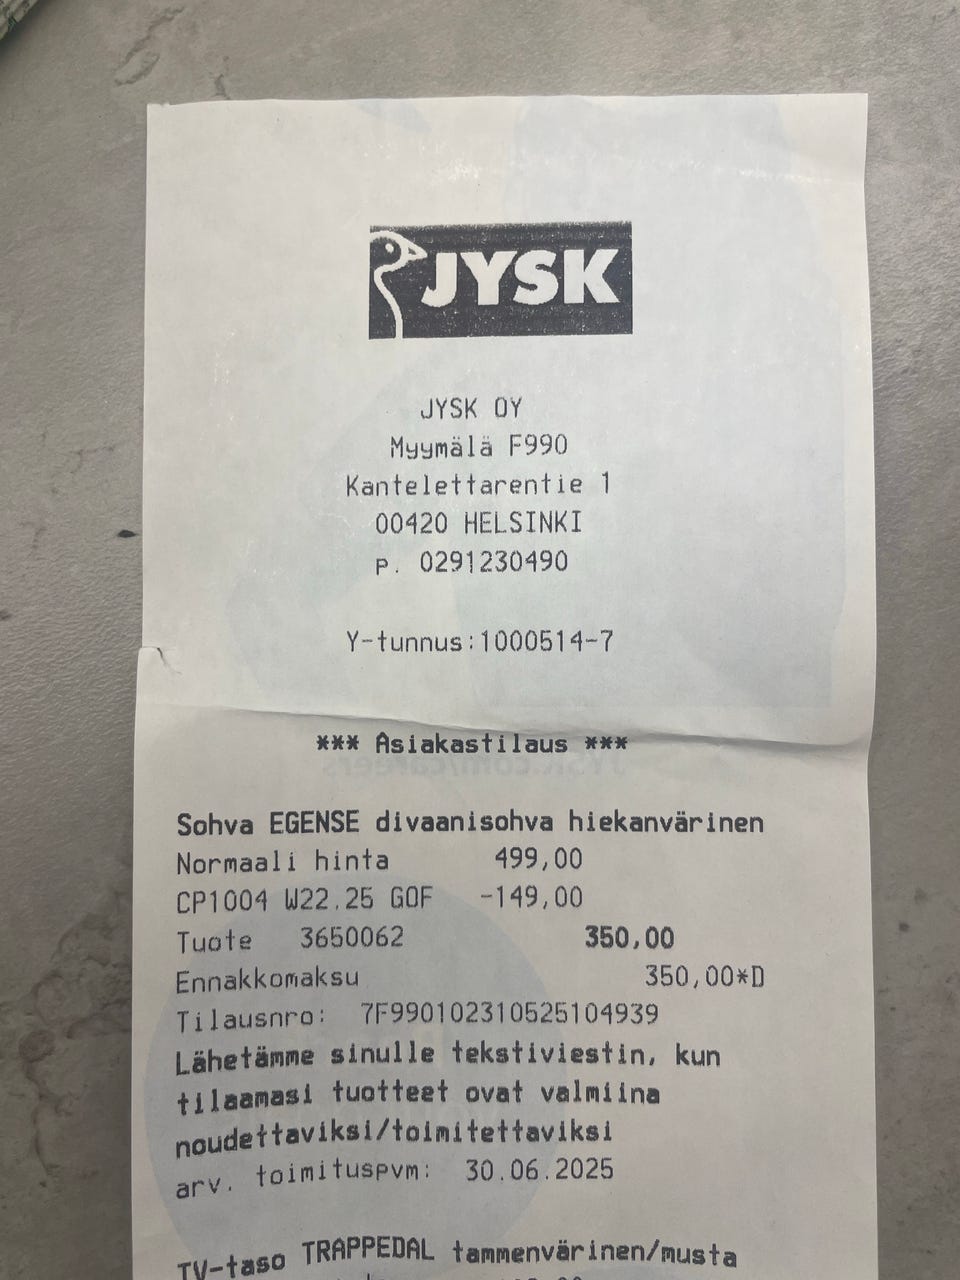 JYSK
JYSK OY
Myymälä F990
Kantelettarentie 1
00420 HELSINKI
P. 0291230490
Y-tunnus:1000514-7
*** Asiakastilaus ***
Sohva EGENSE divaanisohva hiekanvärinen
Normaali hinta 499,00
CP1004 W22.25 GOF -149,00
Tuote 3650062 350,00
Ennakkomaksu 350,00*D
Tilausnro: 7F990102310525104939
Lähetämme sinulle tekstiviestin, kun
tilaamasi tuotteet ovat valmiina
noudettaviksi/toimitettaviksi
arv. toimituspvm: 30.06.2025
TV-taso TRAPPEDAL tammenvärinen/musta